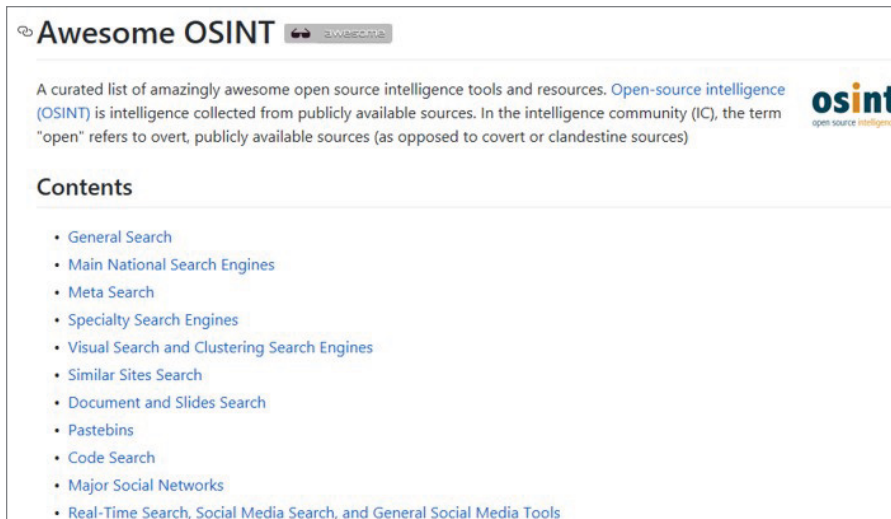 Awesome OSINT awesome
A curated list of amazingly awesome open source intelligence tools and resources. Open-source intelligence
(OSINT) is intelligence collected from publicly available sources. In the intelligence community (IC), the term
"open" refers to overt, publicly available sources (as opposed to covert or clandestine sources)
osint
open source intelligence
Contents
• General Search
• Main National Search Engines
• Meta Search
• Specialty Search Engines
• Visual Search and Clustering Search Engines
• Similar Sites Search
• Document and Slides Search
• Pastebins
• Code Search
• Major Social Networks
• Real-Time Search, Social Media Search, and General Social Media Tools